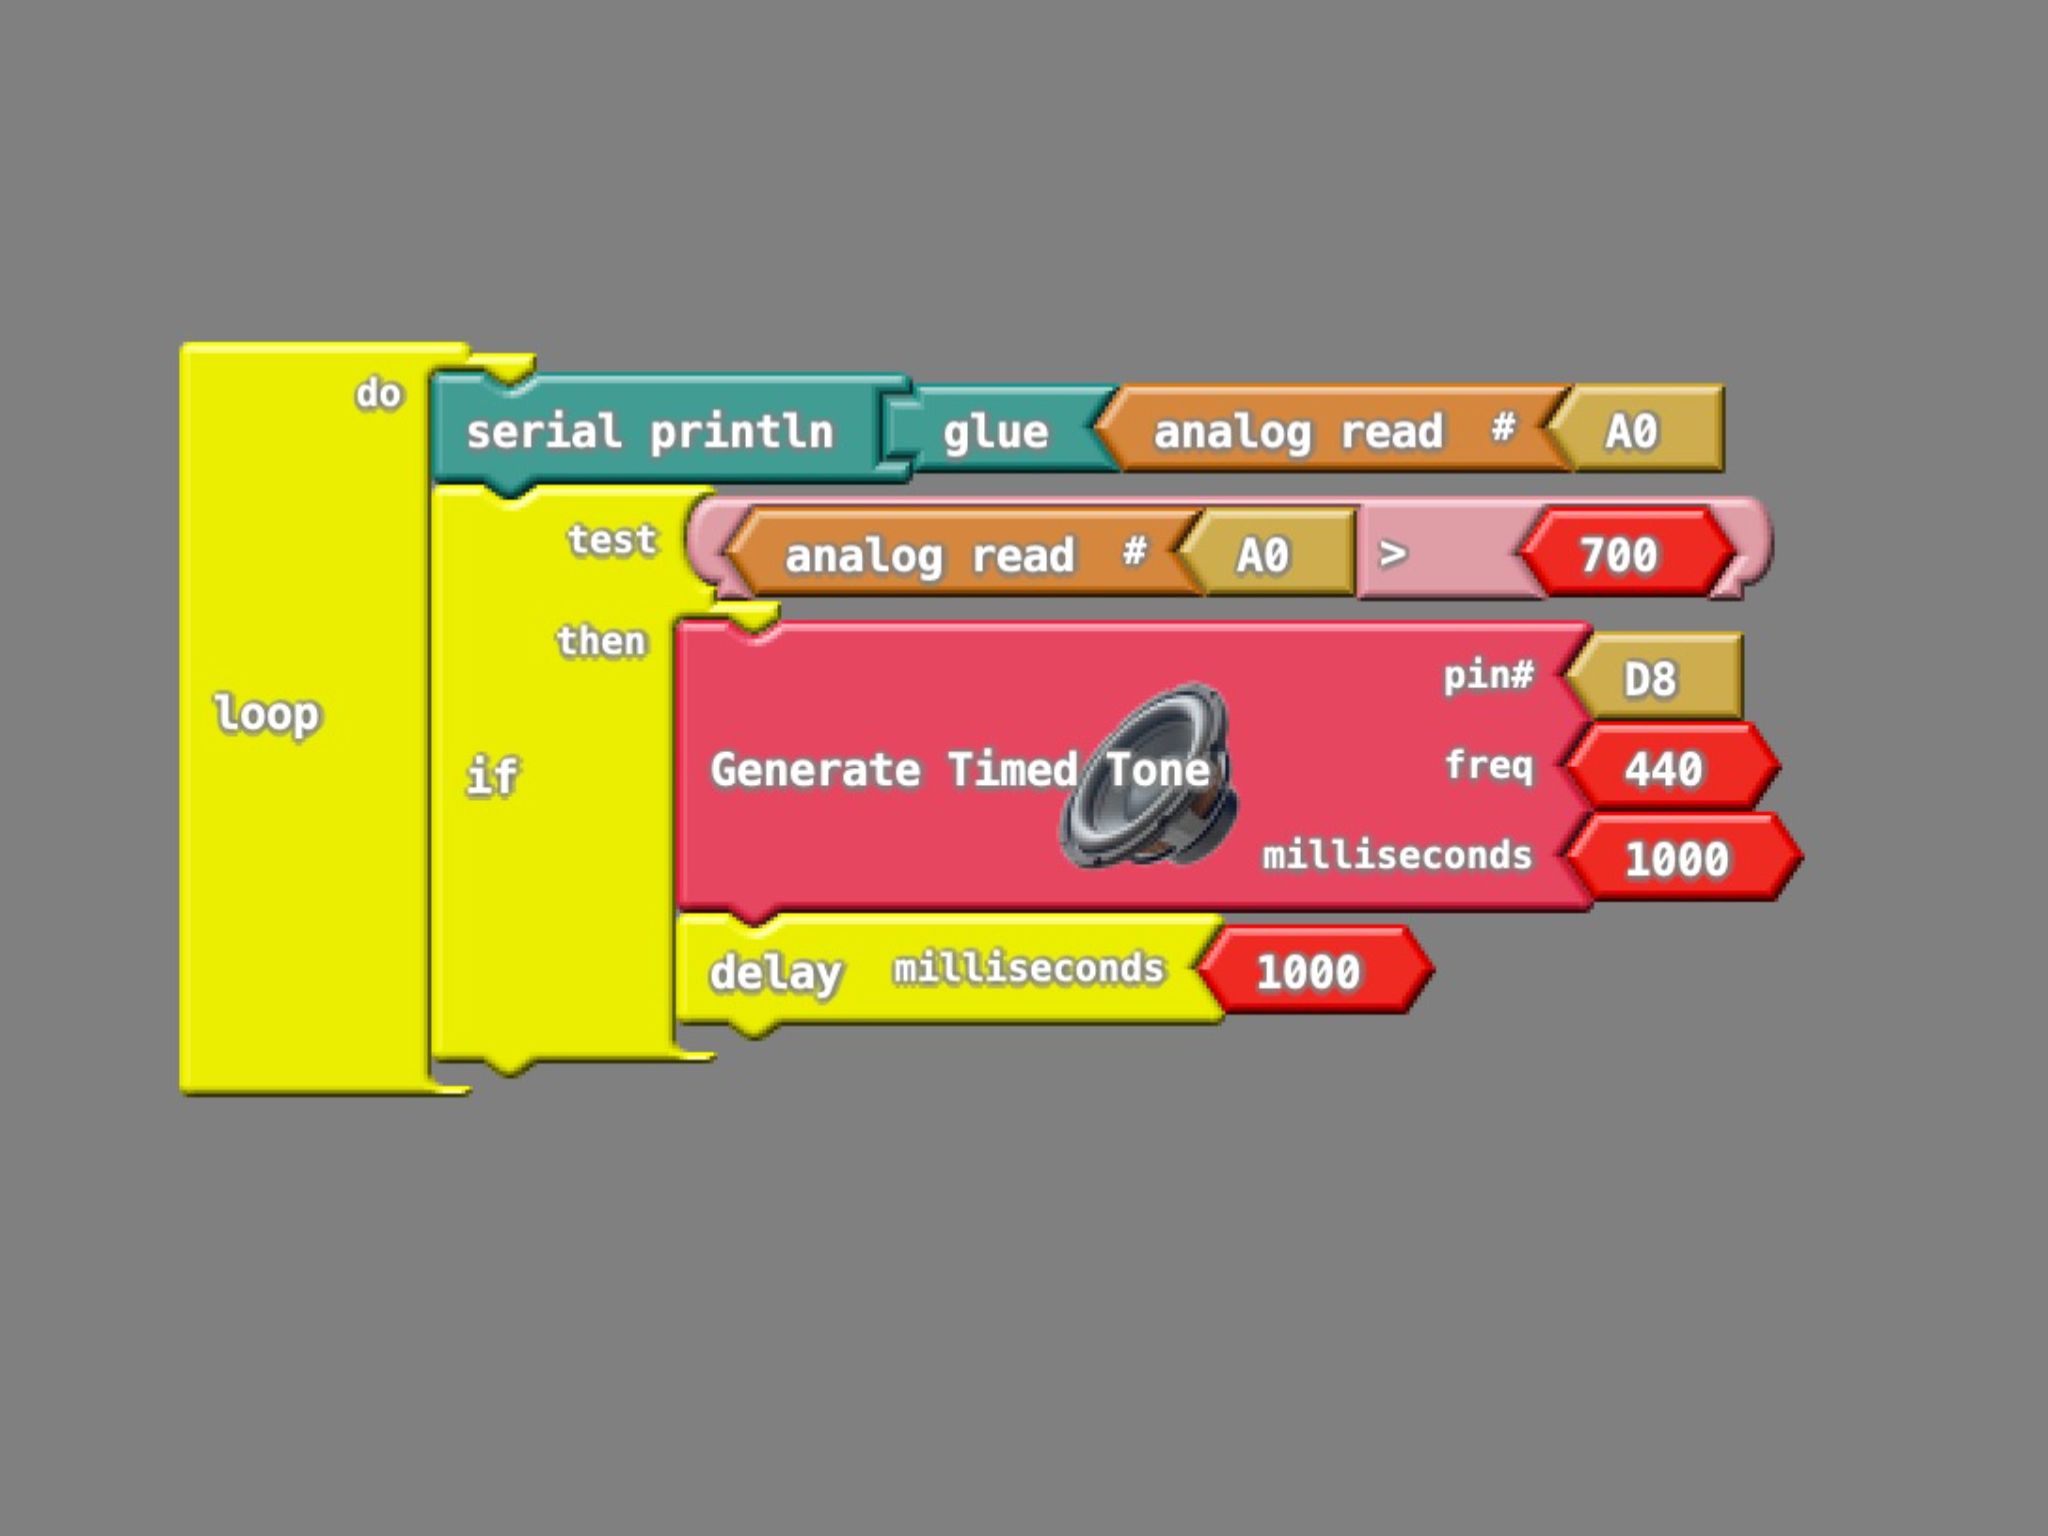 do
serial println glue analog read # A0
test analog read # A0 > 700
then
pin# D8
loop
if
Generate Timed Tone freq 440
milliseconds 1000
delay milliseconds 1000